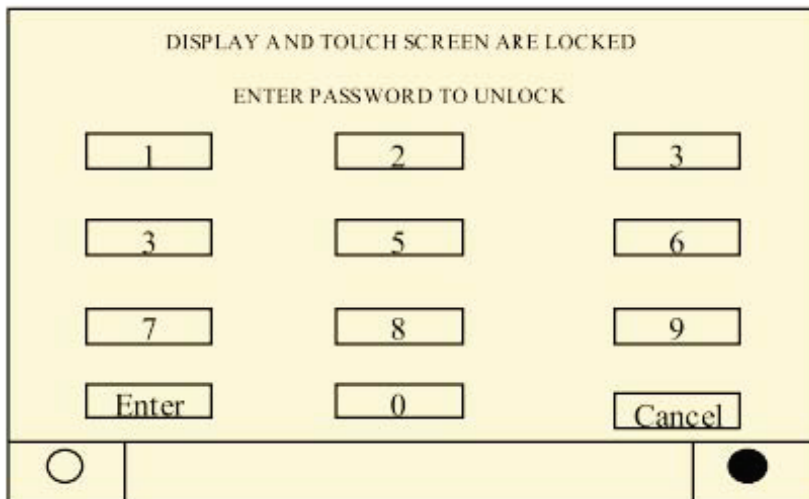 DISPLAY AND TOUCH SCREEN ARE LOCKED
ENTER PASSWORD TO UNLOCK
1 2 3
3 5 6
7 8 9
Enter 0 Cancel